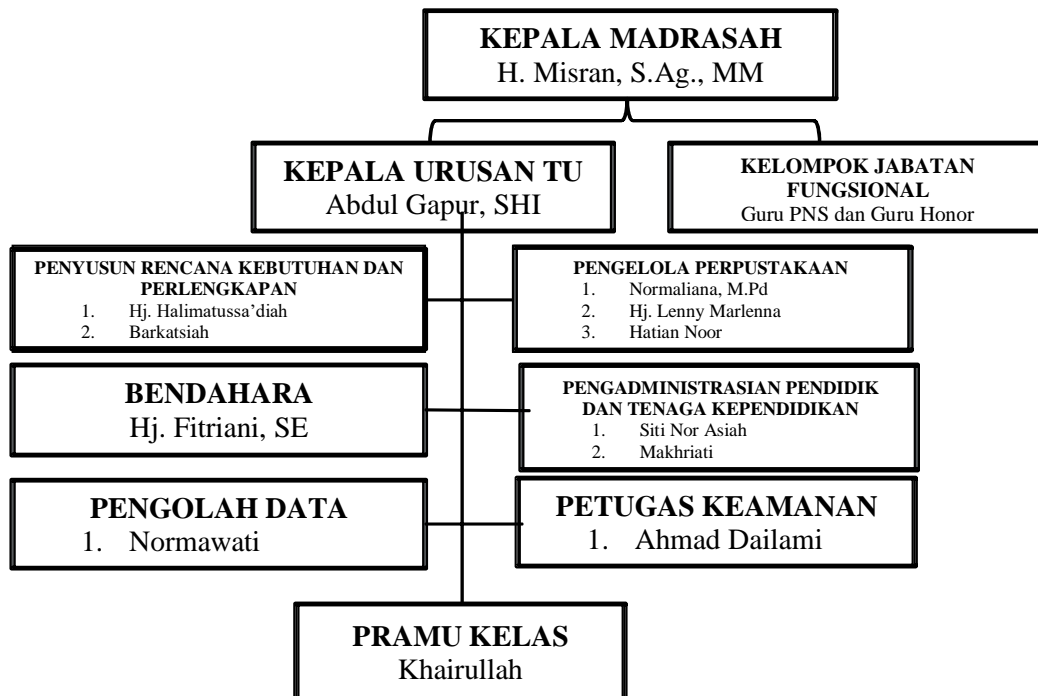 KEPALA MADRASAH
H. Misran, S.Ag., MM
KEPALA URUSAN TU
Abdul Gapur, SHI
KELOMPOK JABATAN
FUNGSIONAL
Guru PNS dan Guru Honor
PENYUSUN RENCANA KEBUTUHAN DAN
PERLENGKAPAN
1. Hj. Halimatussa’diah
2. Barkatsiah
PENGELOLA PERPUSTAKAAN
1. Normaliana, M.Pd
2. Hj. Lenny Marlenna
3. Hatian Noor
BENDAHARA
Hj. Fitriani, SE
PENGADMINISTRASIAN PENDIDIK
DAN TENAGA KEPENDIDIKAN
1. Siti Nor Asiah
2. Makhriati
PENGOLAH DATA
1. Normawati
PETUGAS KEAMANAN
1. Ahmad Dailami
PRAMU KELAS
Khairullah